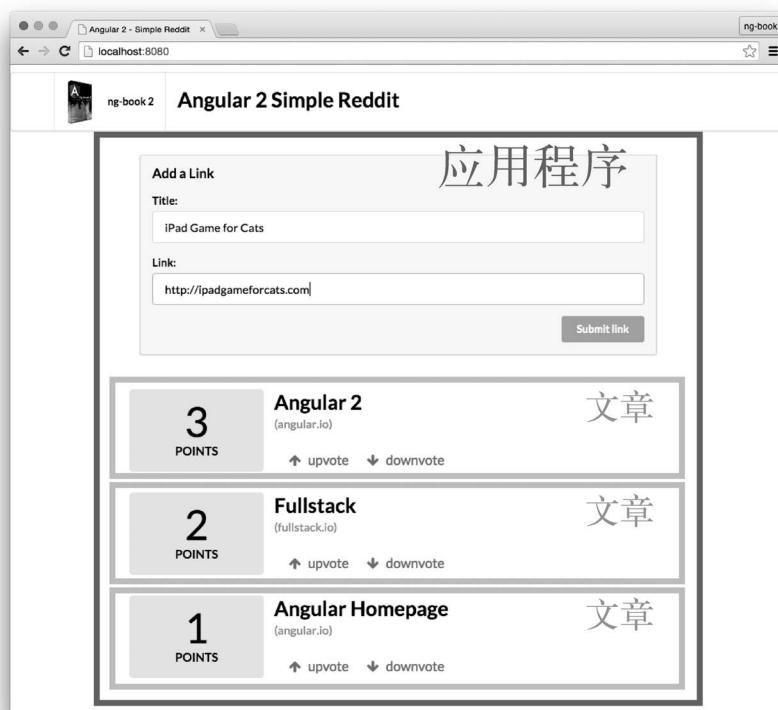 Angular 2 - Simple Reddit
ng-book
localhost:8080
ng-book 2
Angular 2 Simple Reddit
应用程序
Add a Link
Title:
iPad Game for Cats
Link:
http://ipadgameforcats.com
Submit link
3
POINTS
Angular 2
(angular.io)
upvote downvote
文章
2
POINTS
Fullstack
(fullstack.io)
upvote downvote
文章
1
POINTS
Angular Homepage
(angular.io)
upvote downvote
文章